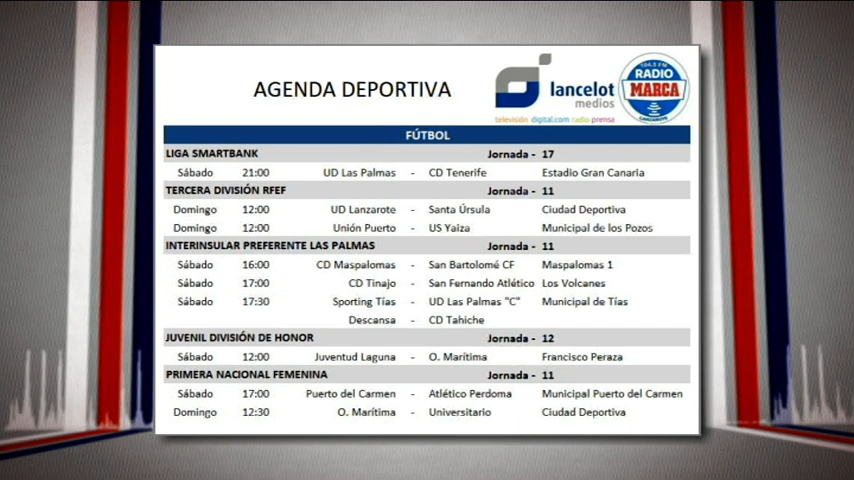 AGENDA DEPORTIVA
lancelot
medios
televisión digital.com radio prensa
RADIO
MARCA
FÚTBOL
LIGA SMARTBANK Jornada - 17
Sábado 21:00 UD Las Palmas - CD Tenerife Estadio Gran Canaria
TERCERA DIVISIÓN RFEF Jornada - 11
Domingo 12:00 UD Lanzarote - Santa Úrsula Ciudad Deportiva
Domingo 12:00 Unión Puerto - US Yaiza Municipal de los Pozos
INTERINSULAR PREFERENTE LAS PALMAS Jornada - 11
Sábado 16:00 CD Maspalomas - San Bartolomé CF Maspalomas 1
Sábado 17:00 CD Tinajo - San Fernando Atlético Los Volcanes
Sábado 17:30 Sporting Tías - UD Las Palmas "C" Municipal de Tías
Descansa - CD Tahiche
JUVENIL DIVISIÓN DE HONOR Jornada - 12
Sábado 12:00 Juventud Laguna - O. Marítima Francisco Peraza
PRIMERA NACIONAL FEMENINA Jornada - 11
Sábado 17:00 Puerto del Carmen - Atlético Perdoma Municipal Puerto del Carmen
Domingo 12:30 O. Marítima - Universitario Ciudad Deportiva